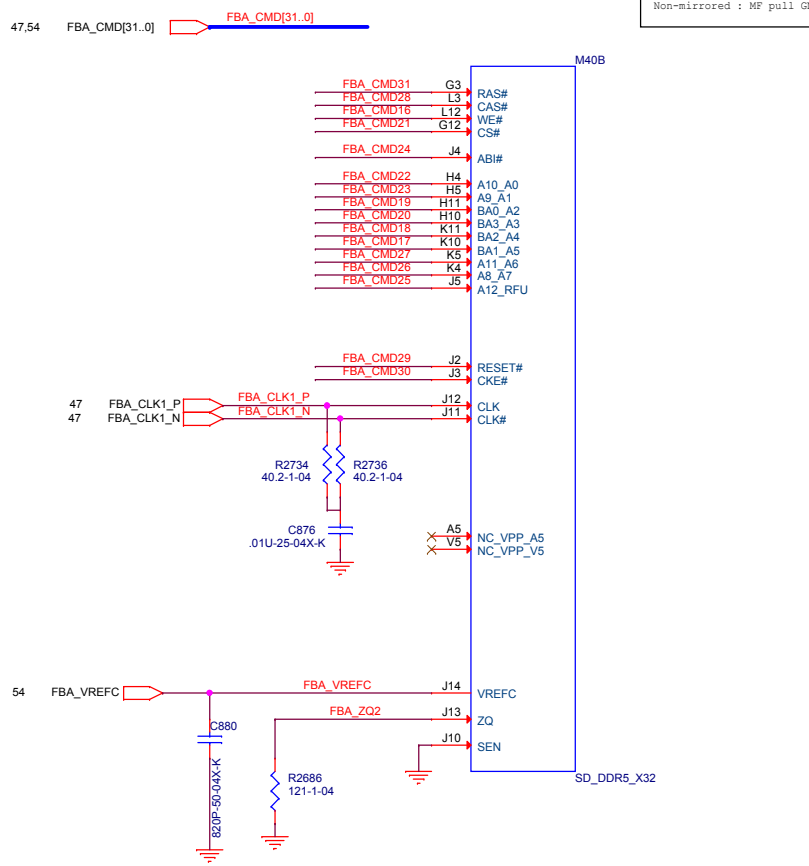 Non-mirrored : MF pull G
47,54 FBA_CMD[31..0] FBA_CMD[31..0]
M40B
FBA_CMD31 G3 RAS#
FBA_CMD28 L3 CAS#
FBA_CMD16 L12 WE#
FBA_CMD21 G12 CS#
FBA_CMD24 J4 ABI#
FBA_CMD22 H4 A10_A0
FBA_CMD23 H5 A9_A1
FBA_CMD19 H11 BA0_A2
FBA_CMD20 H10 BA3_A3
FBA_CMD18 K11 BA2_A4
FBA_CMD17 K10 BA1_A5
FBA_CMD27 K5 A11_A6
FBA_CMD26 K4 A8_A7
FBA_CMD25 J5 A12_RFU
FBA_CMD29 J2 RESET#
FBA_CMD30 J3 CKE#
47 FBA_CLK1_P FBA_CLK1_P J12 CLK
47 FBA_CLK1_N FBA_CLK1_N J11 CLK#
R2734 R2736
40.2-1-04 40.2-1-04
C876
.01U-25-04X-K
A5 NC_VPP_A5
V5 NC_VPP_V5
54 FBA_VREFC FBA_VREFC J14 VREFC
FBA_ZQ2 J13 ZQ
C880
820P-50-04X-K
J10 SEN
R2686
121-1-04
SD_DDR5_X32